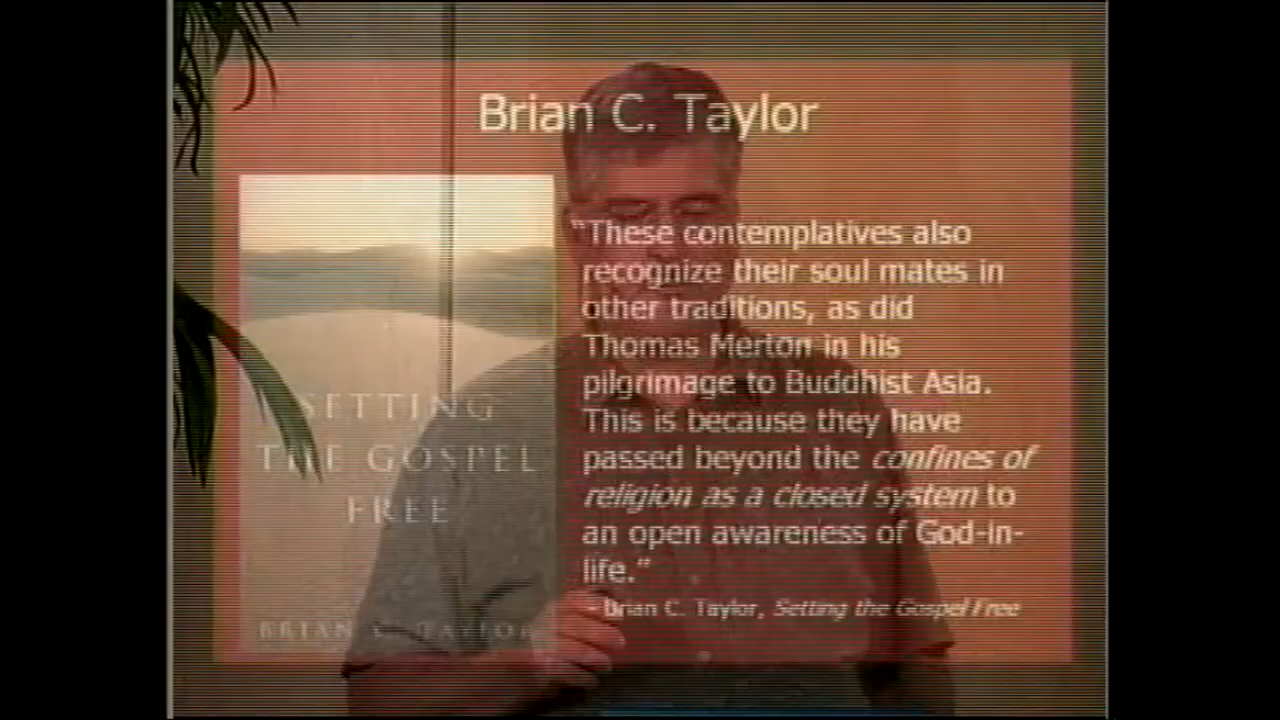 Brian C. Taylor
SETTING
THE GOSPEL
FREE
BRIAN C. TAYLOR
“These contemplatives also
recognize their soul mates in
other traditions, as did
Thomas Merton in his
pilgrimage to Buddhist Asia.
This is because they have
passed beyond the confines of
religion as a closed system to
an open awareness of God-in-
life.”
- Brian C. Taylor, Setting the Gospel Free